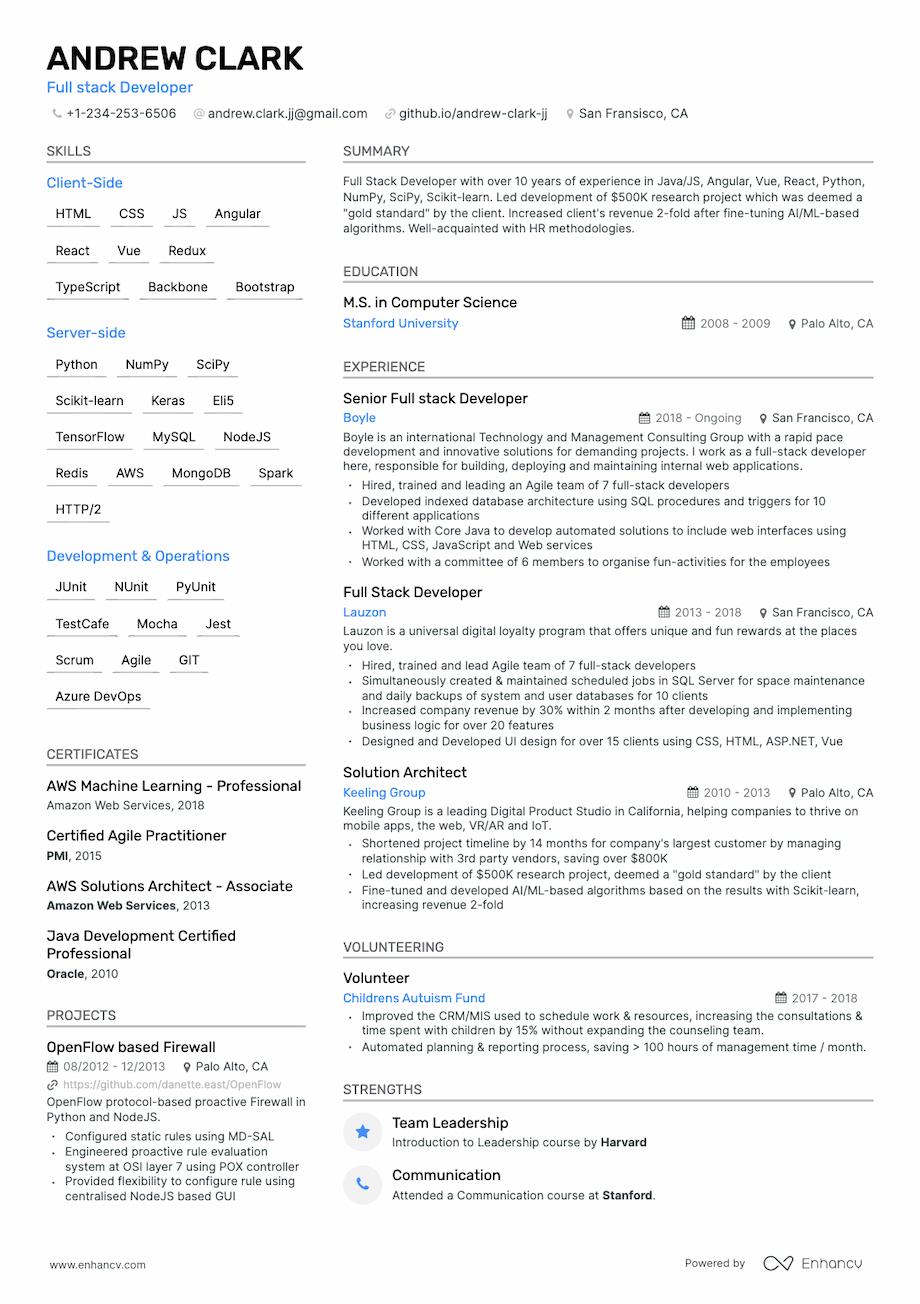 ANDREW CLARK
Full stack Developer
+1-234-253-6506 @ andrew.clark.jj@gmail.com github.io/andrew-clark-jj San Fransisco, CA
SKILLS
Client-Side
HTML CSS JS Angular
React Vue Redux
TypeScript Backbone Bootstrap
Server-side
Python NumPy SciPy
Scikit-learn Keras Eli5
TensorFlow MySQL NodeJS
Redis AWS MongoDB Spark
HTTP/2
Development & Operations
JUnit NUnit PyUnit
TestCafe Mocha Jest
Scrum Agile GIT
Azure DevOps
CERTIFICATES
AWS Machine Learning - Professional
Amazon Web Services, 2018
Certified Agile Practitioner
PMI, 2015
AWS Solutions Architect - Associate
Amazon Web Services, 2013
Java Development Certified
Professional
Oracle, 2010
PROJECTS
OpenFlow based Firewall
08/2012 - 12/2013 Palo Alto, CA
https://github.com/danette.east/OpenFlow
OpenFlow protocol-based proactive Firewall in
Python and NodeJS.
• Configured static rules using MD-SAL
• Engineered proactive rule evaluation
system at OSI layer 7 using POX controller
• Provided flexibility to configure rule using
centralised NodeJS based GUI
SUMMARY
Full Stack Developer with over 10 years of experience in Java/JS, Angular, Vue, React, Python,
NumPy, SciPy, Scikit-learn. Led development of $500K research project which was deemed a
"gold standard" by the client. Increased client's revenue 2-fold after fine-tuning AI/ML-based
algorithms. Well-acquainted with HR methodologies.
EDUCATION
M.S. in Computer Science
Stanford University 2008 - 2009 Palo Alto, CA
EXPERIENCE
Senior Full stack Developer
Boyle 2018 - Ongoing San Francisco, CA
Boyle is an international Technology and Management Consulting Group with a rapid pace
development and innovative solutions for demanding projects. I work as a full-stack developer
here, responsible for building, deploying and maintaining internal web applications.
• Hired, trained and leading an Agile team of 7 full-stack developers
• Developed indexed database architecture using SQL procedures and triggers for 10
different applications
• Worked with Core Java to develop automated solutions to include web interfaces using
HTML, CSS, JavaScript and Web services
• Worked with a committee of 6 members to organise fun-activities for the employees
Full Stack Developer
Lauzon 2013 - 2018 San Francisco, CA
Lauzon is a universal digital loyalty program that offers unique and fun rewards at the places
you love.
• Hired, trained and lead Agile team of 7 full-stack developers
• Simultaneously created & maintained scheduled jobs in SQL Server for space maintenance
and daily backups of system and user databases for 10 clients
• Increased company revenue by 30% within 2 months after developing and implementing
business logic for over 20 features
• Designed and Developed UI design for over 15 clients using CSS, HTML, ASP.NET, Vue
Solution Architect
Keeling Group 2010 - 2013 Palo Alto, CA
Keeling Group is a leading Digital Product Studio in California, helping companies to thrive on
mobile apps, the web, VR/AR and IoT.
• Shortened project timeline by 14 months for company's largest customer by managing
relationship with 3rd party vendors, saving over $800K
• Led development of $500K research project, deemed a "gold standard" by the client
• Fine-tuned and developed AI/ML-based algorithms based on the results with Scikit-learn,
increasing revenue 2-fold
VOLUNTEERING
Volunteer
Childrens Autuism Fund 2017 - 2018
• Improved the CRM/MIS used to schedule work & resources, increasing the consultations &
time spent with children by 15% without expanding the counseling team.
• Automated planning & reporting process, saving > 100 hours of management time / month.
STRENGTHS
Team Leadership
Introduction to Leadership course by Harvard
Communication
Attended a Communication course at Stanford.
www.enhancv.com Powered by Enhancv